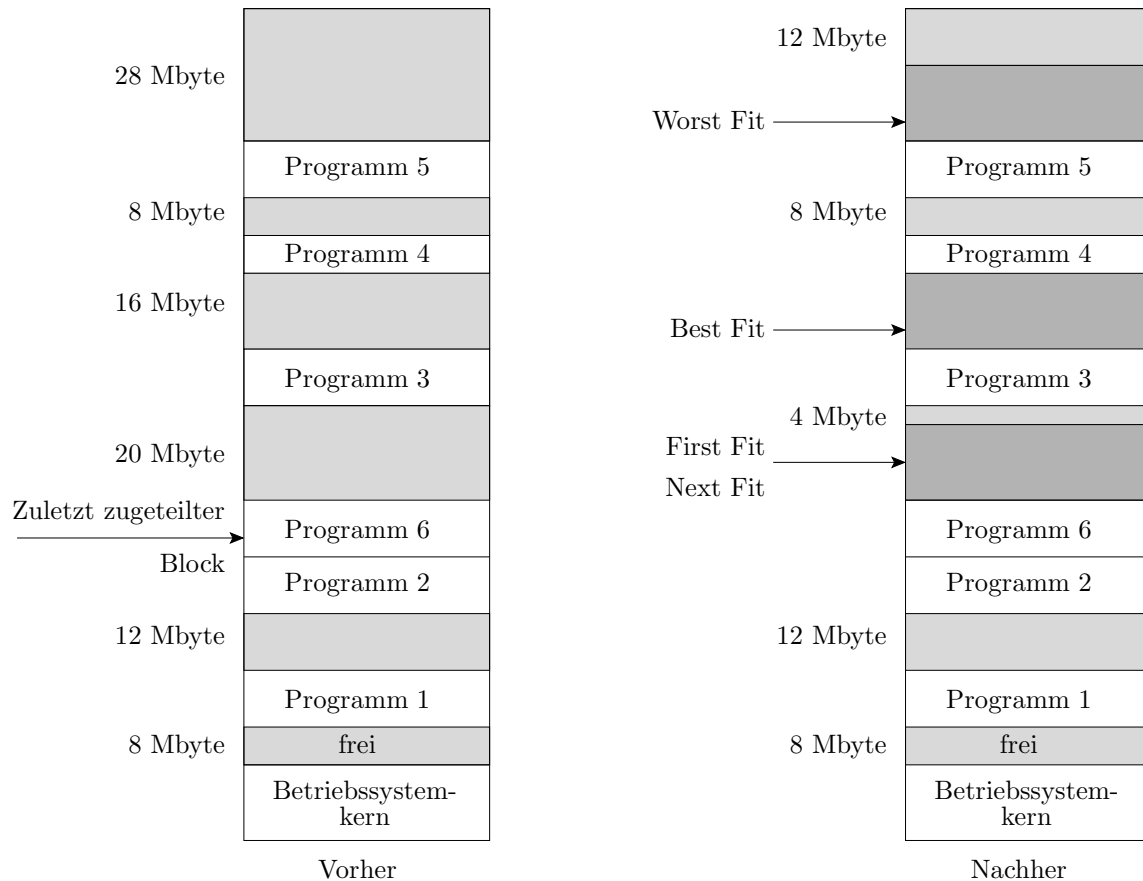 28 Mbyte
Programm 5
8 Mbyte
Programm 4
16 Mbyte
Programm 3
20 Mbyte
Zuletzt zugeteilter
Block
Programm 6
Programm 2
12 Mbyte
Programm 1
8 Mbyte
frei
Betriebssystem-
kern
Vorher
12 Mbyte
Worst Fit
Programm 5
8 Mbyte
Programm 4
Best Fit
Programm 3
4 Mbyte
First Fit
Next Fit
Programm 6
Programm 2
12 Mbyte
Programm 1
8 Mbyte
frei
Betriebssystem-
kern
Nachher